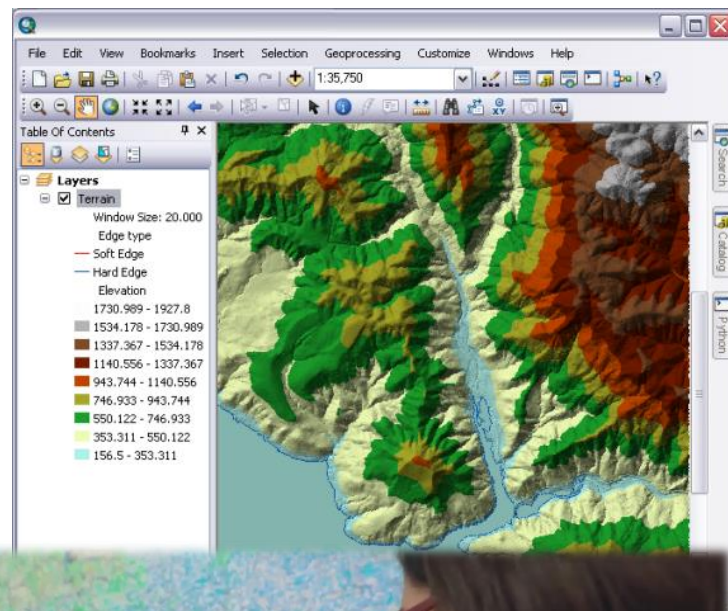 File Edit View Bookmarks Insert Selection Geoprocessing Customize Windows Help
1:35,750
Table Of Contents
Layers
Terrain
Window Size: 20.000
Edge type
Soft Edge
Hard Edge
Elevation
1730.989 - 1927.8
1534.178 - 1730.989
1337.367 - 1534.178
1140.556 - 1337.367
943.744 - 1140.556
746.933 - 943.744
550.122 - 746.933
353.311 - 550.122
156.5 - 353.311
Search
Catalog
Python